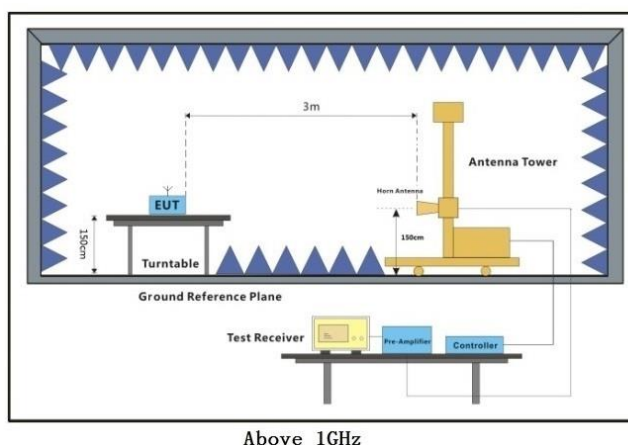 3m
Antenna Tower
Horn Antenna
EUT
150cm
150cm
Turntable
Ground Reference Plane
Test Receiver
Pre-Amplifier
Controller
Above 1GHz